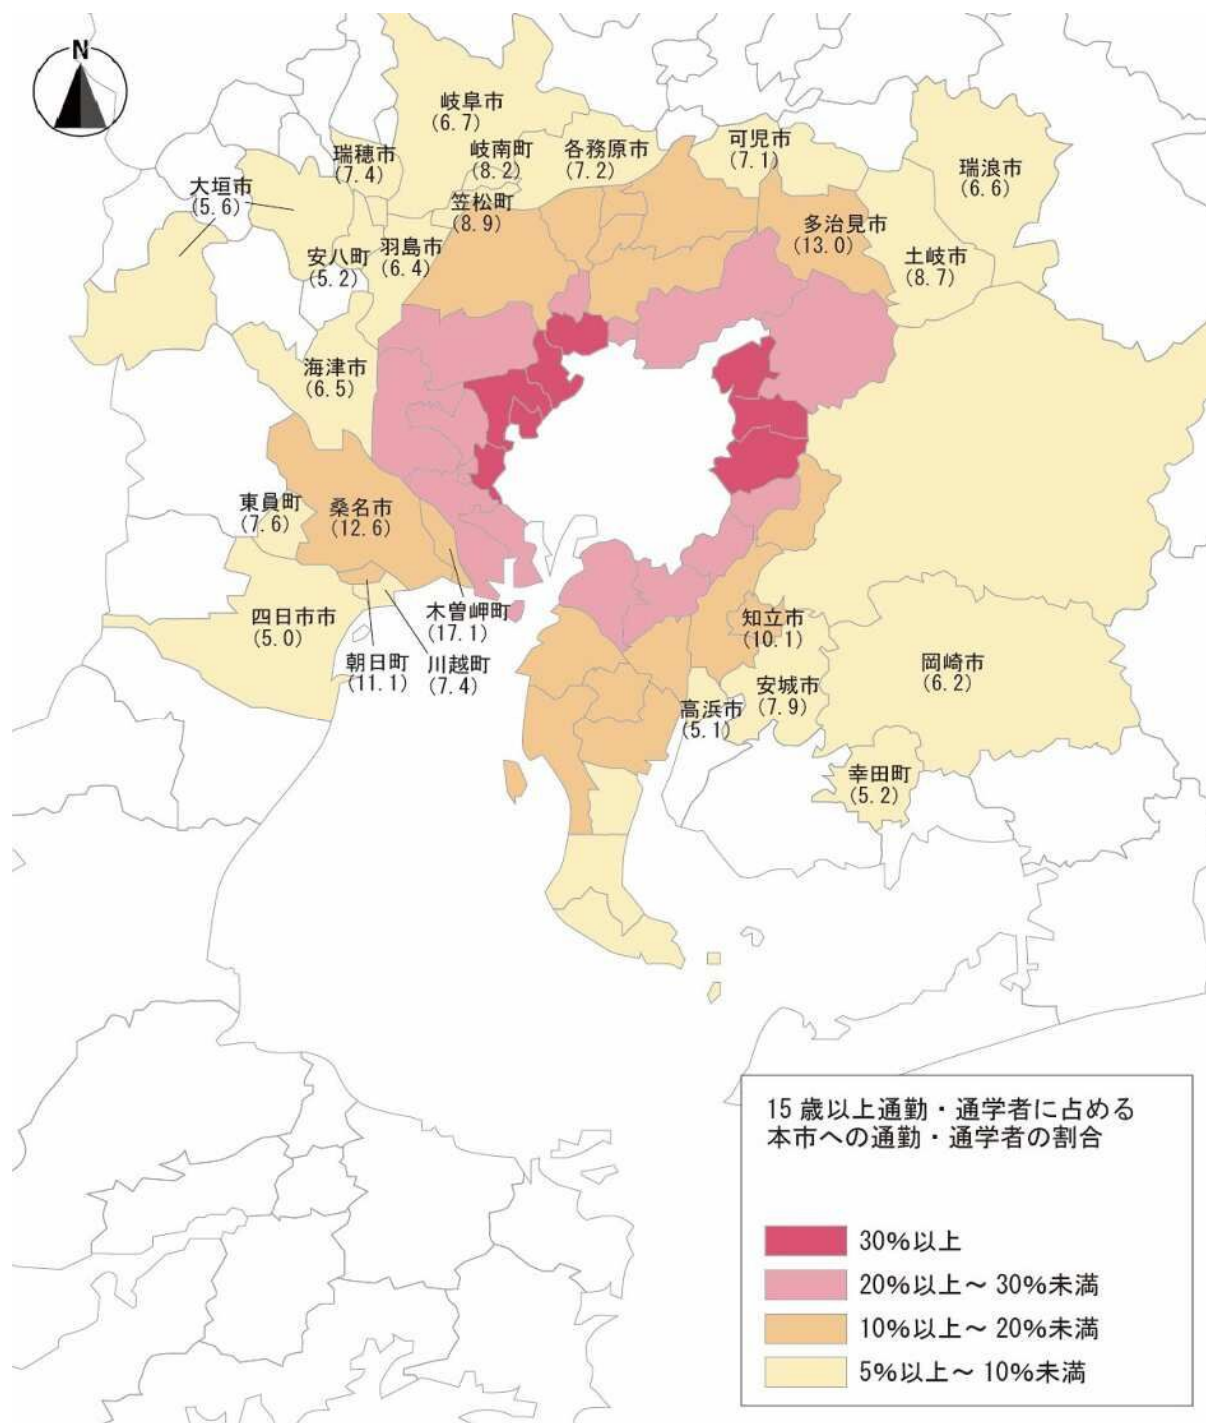 N
岐阜市
(6.7)
瑞穂市
(7.4)
岐南町
(8.2)
各務原市
(7.2)
可児市
(7.1)
瑞浪市
(6.6)
大垣市
(5.6)
笠松町
(8.9)
多治見市
(13.0)
安八町
(5.2)
羽島市
(6.4)
土岐市
(8.7)
海津市
(6.5)
東員町
(7.6)
桑名市
(12.6)
四日市市
(5.0)
木曽岬町
(17.1)
知立市
(10.1)
朝日町
(11.1)
川越町
(7.4)
岡崎市
(6.2)
高浜市
(5.1)
安城市
(7.9)
幸田町
(5.2)
15歳以上通勤・通学者に占める
本市への通勤・通学者の割合
30%以上
20%以上～30%未満
10%以上～20%未満
5%以上～10%未満